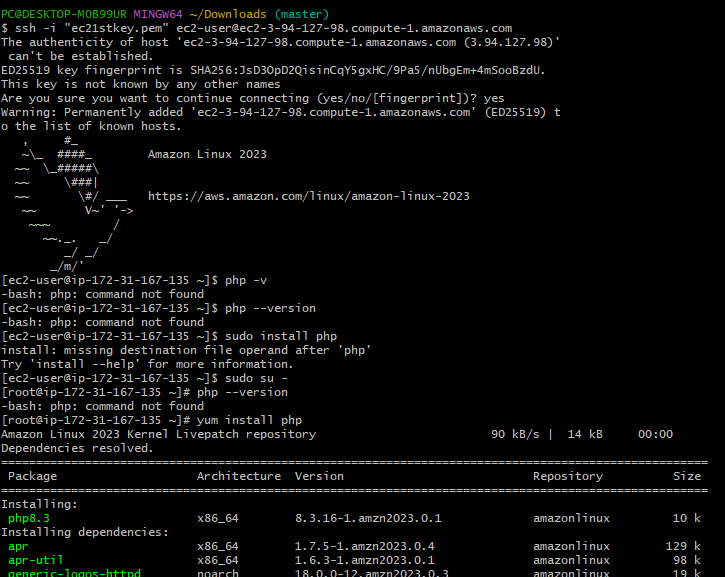 PC@DESKTOP-MOB99UR MINGW64 ~/Downloads (master)
$ ssh -i "ec21stkey.pem" ec2-user@ec2-3-94-127-98.compute-1.amazonaws.com
The authenticity of host 'ec2-3-94-127-98.compute-1.amazonaws.com (3.94.127.98)'
 can't be established.
ED25519 key fingerprint is SHA256:JsD3OpD2QisinCqY5gxHC/9Pa5/nUbgEm+4mSooBzdU.
This key is not known by any other names
Are you sure you want to continue connecting (yes/no/[fingerprint])? yes
Warning: Permanently added 'ec2-3-94-127-98.compute-1.amazonaws.com' (ED25519) t
o the list of known hosts.
   ,     #_
   ~\_  ####_        Amazon Linux 2023
  ~~  \_#####\
  ~~     \###|
  ~~       \#/ ___   https://aws.amazon.com/linux/amazon-linux-2023
   ~~       V~' '->
    ~~~         /
      ~~._.   _/
         _/ _/
       _/m/'
[ec2-user@ip-172-31-167-135 ~]$ php -v
-bash: php: command not found
[ec2-user@ip-172-31-167-135 ~]$ php --version
-bash: php: command not found
[ec2-user@ip-172-31-167-135 ~]$ sudo install php
install: missing destination file operand after 'php'
Try 'install --help' for more information.
[ec2-user@ip-172-31-167-135 ~]$ sudo su -
[root@ip-172-31-167-135 ~]# php --version
-bash: php: command not found
[root@ip-172-31-167-135 ~]# yum install php
Amazon Linux 2023 Kernel Livepatch repository                         90 kB/s |  14 kB     00:00
Dependencies resolved.
================================================================================
 Package                    Architecture  Version                           Repository          Size
================================================================================
Installing:
 php8.3                     x86_64        8.3.16-1.amzn2023.0.1             amazonlinux         10 k
Installing dependencies:
 apr                        x86_64        1.7.5-1.amzn2023.0.4              amazonlinux        129 k
 apr-util                   x86_64        1.6.3-1.amzn2023.0.1              amazonlinux         98 k
 generic-logos-httpd        noarch        18.0.0-12.amzn2023.0.3            amazonlinux         19 k